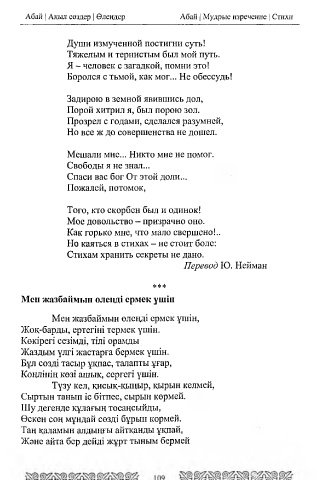 Абай | Ақыл сөздер | Өлеңдер
Абай | Мудрые изречение | Стихи
Души измученной постигни суть!
Тяжелым и тернистым был мой путь.
Я – человек с загадкой, помни это!
Боролся с тьмой, как мог... Не обессудь!
Задирою в земной явившись дол,
Порой хитрил я, был порою зол.
Прозрел с годами, сделался разумней,
Но все ж до совершенства не дошел.
Мешали мне... Никто мне не помог.
Свободы я не знал...
Спаси вас бог От этой доли...
Пожалей, потомок,
Того, кто скорбен был и одинок!
Мое довольство – призрачно оно.
Как горько мне, что мало свершено!..
Но каяться в стихах – не стоит боле:
Стихам хранить секреты не дано.
Перевод Ю. Нейман
***
Мен жазбаймын өлеңді ермек үшін
Мен жазбаймын өлеңді ермек үшін,
Жоқ-барды, ертегіні термек үшін.
Көкірегі сезімді, тілі орамды
Жаздым үлгі жастарға бермек үшін.
Бұл сөзді тасыр ұқпас, талапты ұғар,
Көңілінің көзі ашық, сергегі үшін.
Түзу кел, қисық-қыңыр, қырын келмей,
Сыртын танып іс бітпес, сырын көрмей.
Шу дегенде құлағың тосаңсыйды,
Өскен соң мұндай сөзді бұрын көрмей.
Таң қаламын алдыңғы айтқанды ұқпай,
Және айта бер дейді жұрт тыным бермей
109